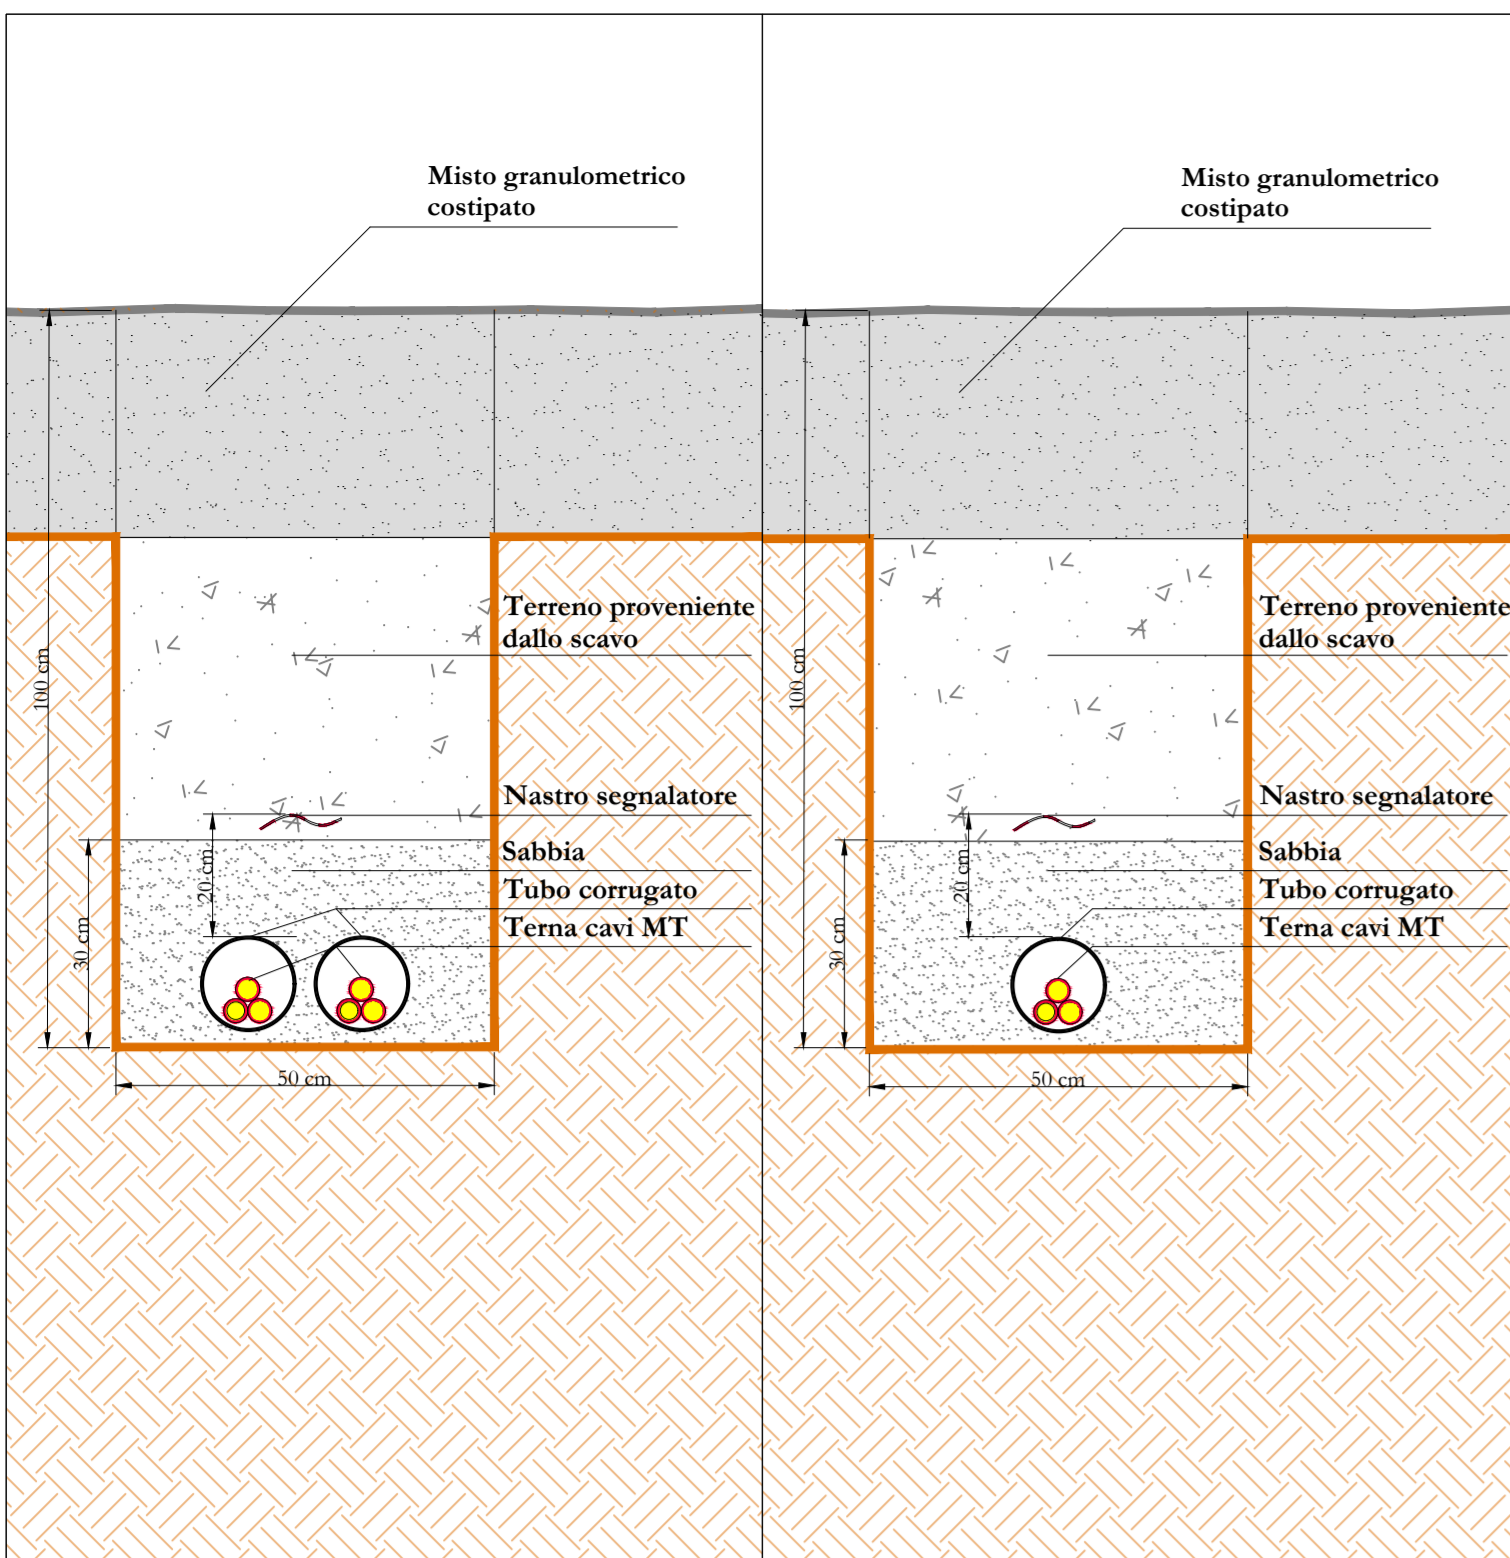 Misto granulometrico
costipato
100 cm
Terreno proveniente
dallo scavo
Nastro segnalatore
20 cm
Sabbia
Tubo corrugato
Terna cavi MT
30 cm
50 cm
Misto granulometrico
costipato
100 cm
Terreno proveniente
dallo scavo
Nastro segnalatore
20 cm
Sabbia
Tubo corrugato
Terna cavi MT
30 cm
50 cm